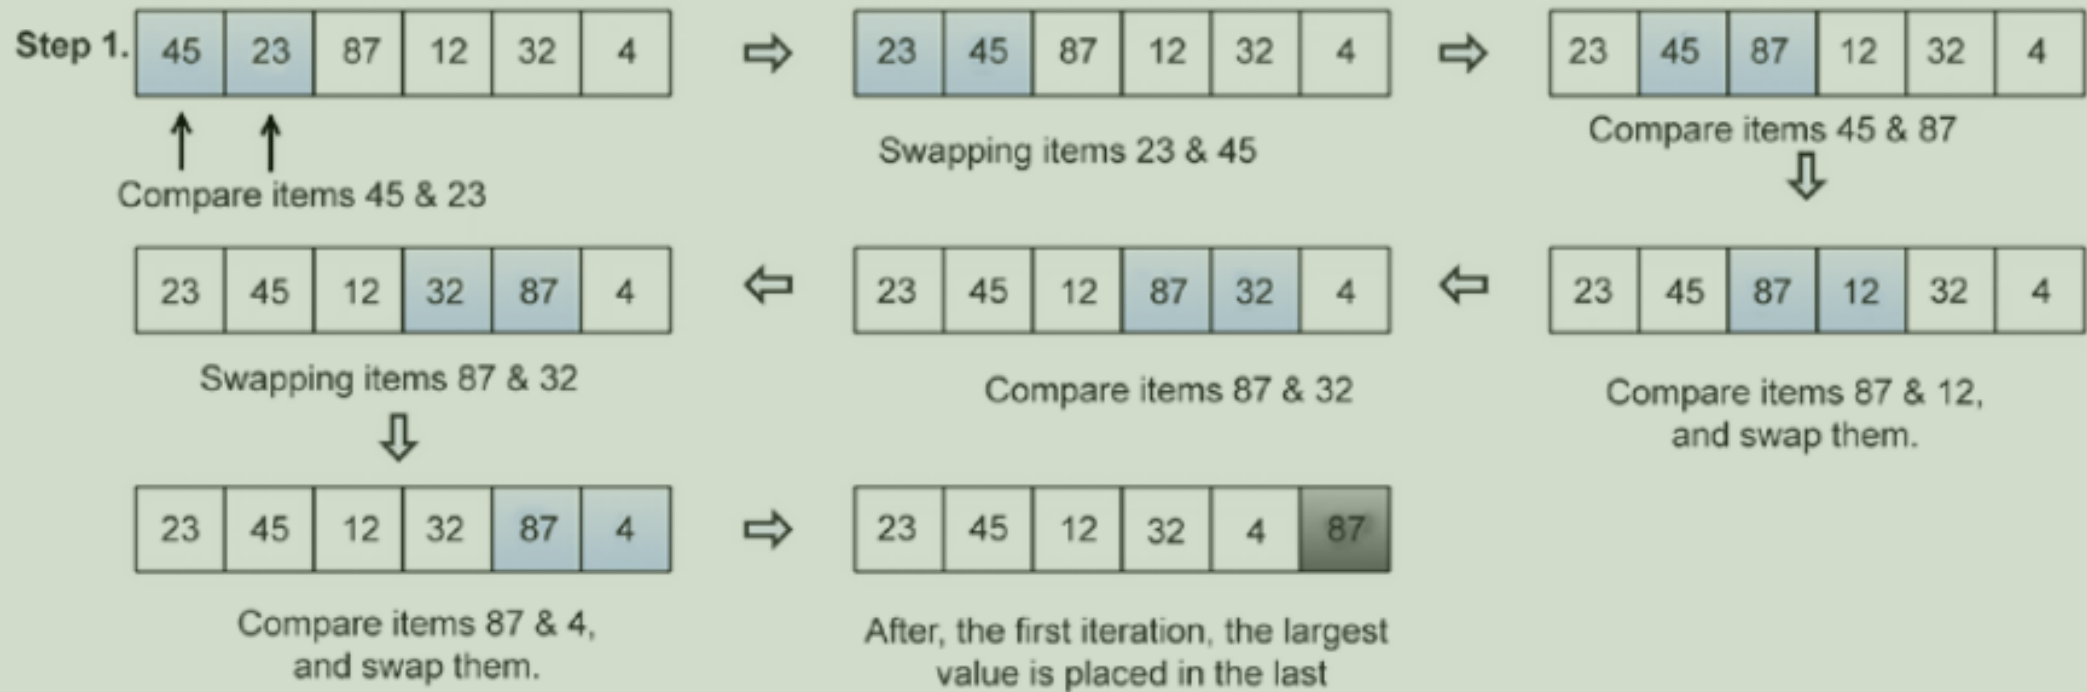 Step 1. 45 23 87 12 32 4
23 45 87 12 32 4
23 45 87 12 32 4
Compare items 45 & 23
Swapping items 23 & 45
Compare items 45 & 87
23 45 87 12 32 4
Compare items 87 & 12,
and swap them.
23 45 12 87 32 4
Compare items 87 & 32
23 45 12 32 87 4
Swapping items 87 & 32
23 45 12 32 87 4
Compare items 87 & 4,
and swap them.
23 45 12 32 4 87
After, the first iteration, the largest
value is placed in the last